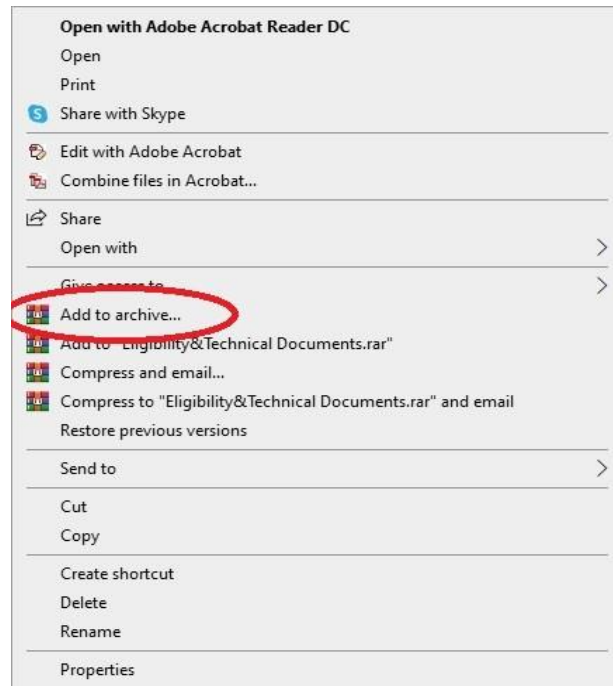 Open with Adobe Acrobat Reader DC
Open
Print
Share with Skype
Edit with Adobe Acrobat
Combine files in Acrobat...
Share
Open with
Give access to
Add to archive...
Add to "Eligibility&Technical Documents.rar"
Compress and email...
Compress to "Eligibility&Technical Documents.rar" and email
Restore previous versions
Send to
Cut
Copy
Create shortcut
Delete
Rename
Properties